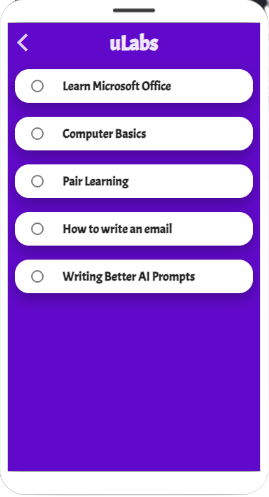 uLabs
Learn Microsoft Office
Computer Basics
Pair Learning
How to write an email
Writing Better AI Prompts